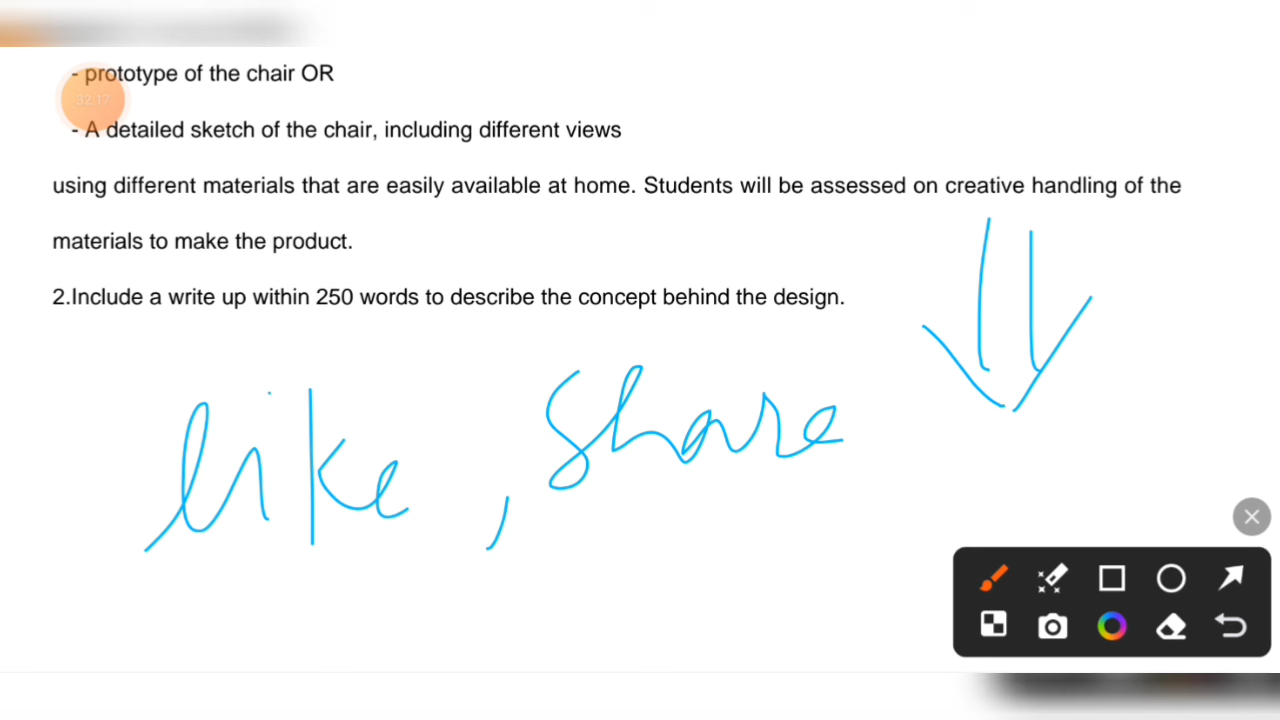 - prototype of the chair OR
32:17
- A detailed sketch of the chair, including different views
using different materials that are easily available at home. Students will be assessed on creative handling of the
materials to make the product.
2.Include a write up within 250 words to describe the concept behind the design.
like, share